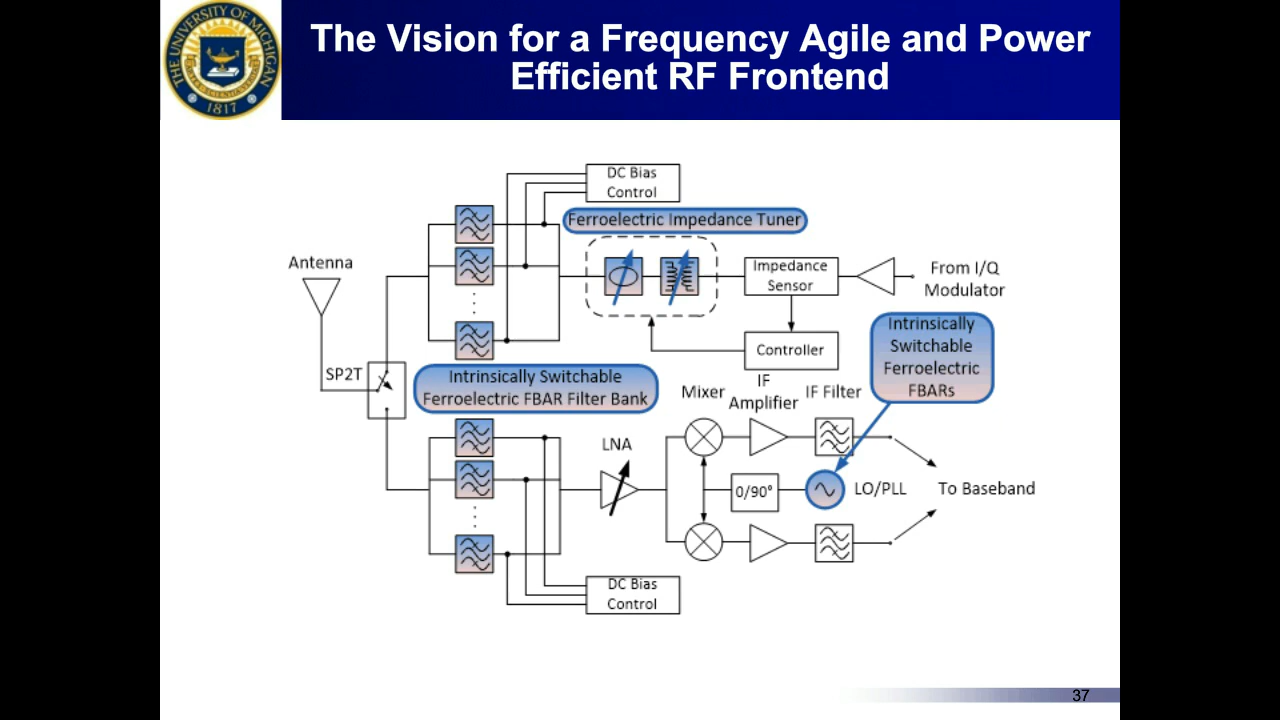 THE UNIVERSITY OF MICHIGAN
1817
The Vision for a Frequency Agile and Power
Efficient RF Frontend
DC Bias
Control
Ferroelectric Impedance Tuner
Antenna
Impedance
Sensor
From I/Q
Modulator
Controller
Intrinsically
Switchable
Ferroelectric
FBARs
SP2T
Intrinsically Switchable
Ferroelectric FBAR Filter Bank
Mixer
IF
Amplifier
IF Filter
LNA
0/90°
LO/PLL
To Baseband
DC Bias
Control
37